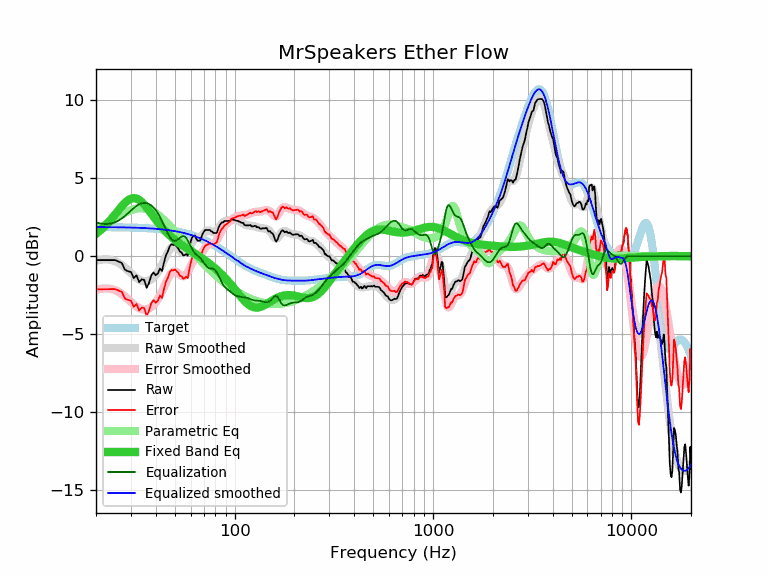 MrSpeakers Ether Flow
10
5
0
−5
−10
−15
Amplitude (dBr)
Target
Raw Smoothed
Error Smoothed
Raw
Error
Parametric Eq
Fixed Band Eq
Equalization
Equalized smoothed
100
1000
10000
Frequency (Hz)